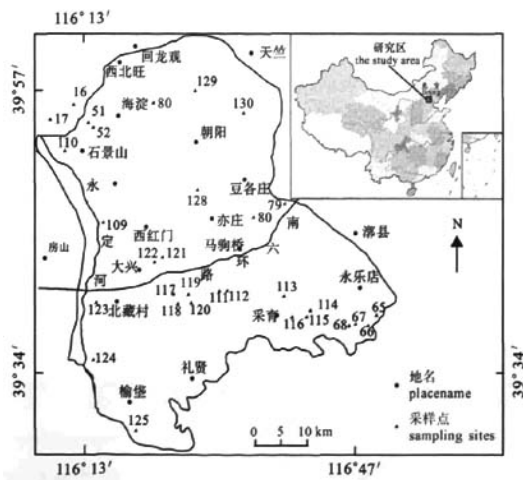 116° 13′
39° 57′
回龙观
天竺
西北旺
研究区
the study area
16
海淀
80
129
17
51
52
130
110
石景山
朝阳
永
豆各庄
128
79
109
亦庄
80
南
西红门
定
马驹桥
六
漷县
N
房山
122
121
环
大兴
路
河
永乐店
117
119
111
112
113
123
北藏村
118
120
采育
114
116
115
68
67
65
66
124
礼贤
39° 34′
39° 34′
榆垡
地名
placename
125
采样点
sampling sites
0
5
10 km
116° 13′
116° 47′